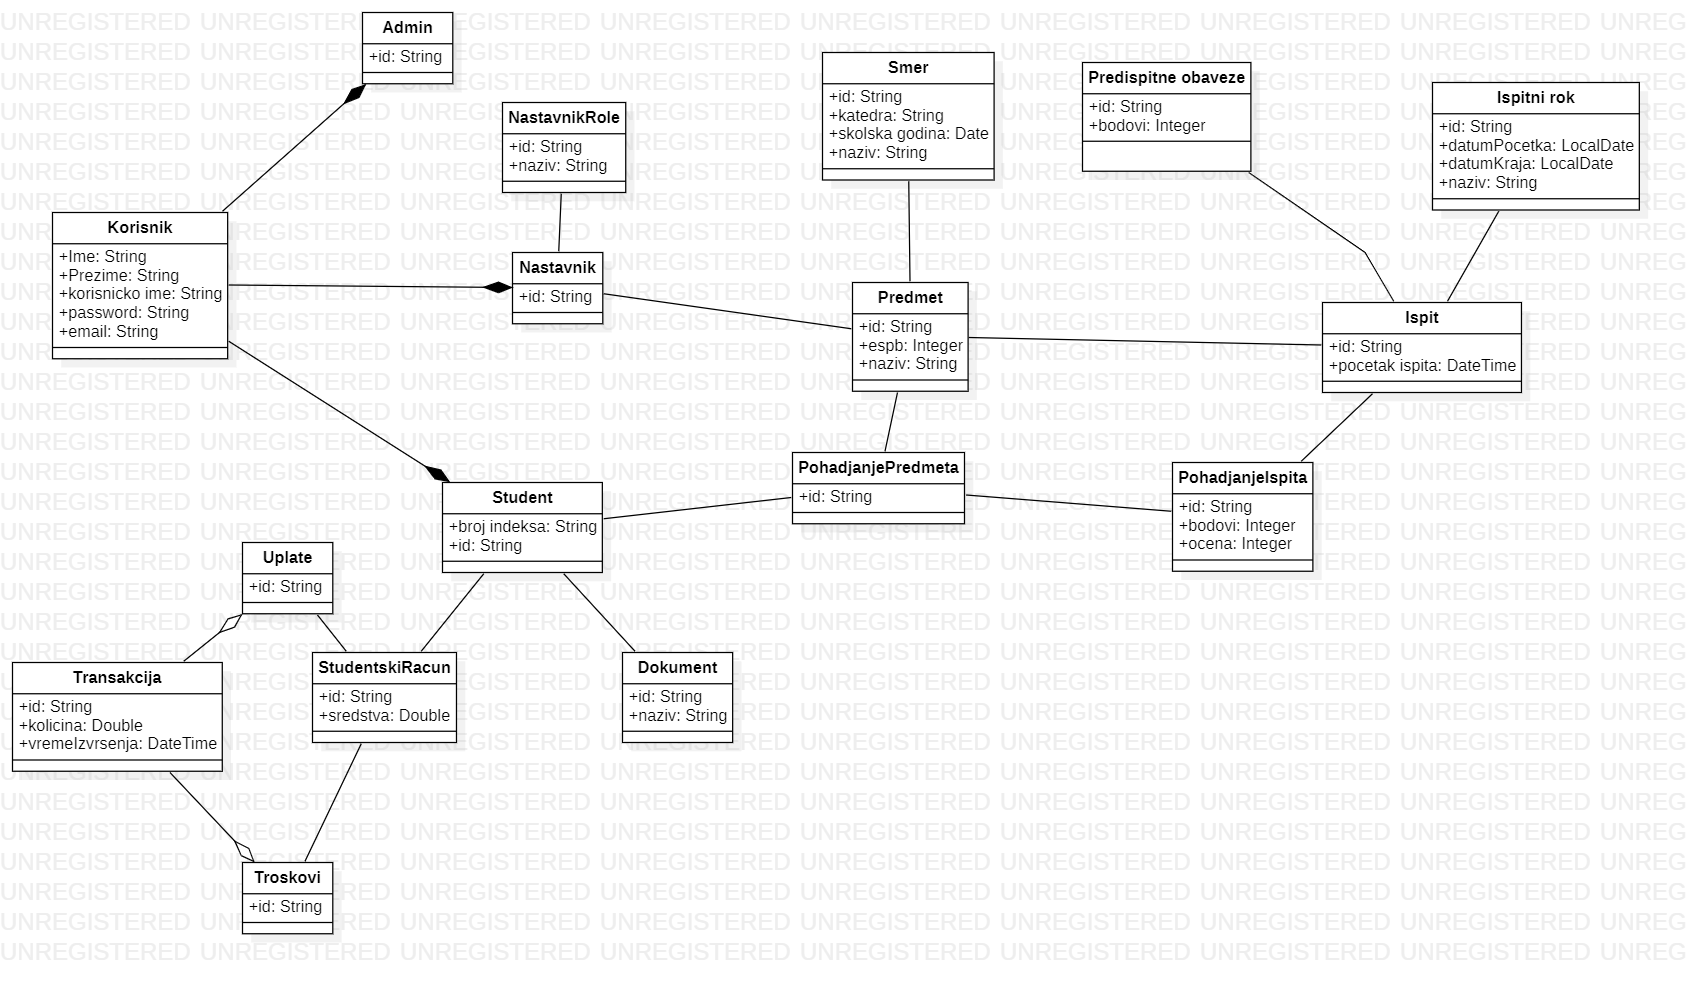 Admin
+id: String
NastavnikRole
+id: String
+naziv: String
Smer
+id: String
+katedra: String
+skolska godina: Date
+naziv: String
Predispitne obaveze
+id: String
+bodovi: Integer
Ispitni rok
+id: String
+datumPocetka: LocalDate
+datumKraja: LocalDate
+naziv: String
Korisnik
+Ime: String
+Prezime: String
+korisnicko ime: String
+password: String
+email: String
Nastavnik
+id: String
Predmet
+id: String
+espb: Integer
+naziv: String
Ispit
+id: String
+pocetak ispita: DateTime
PohadjanjePredmeta
+id: String
PohadjanjeIspita
+id: String
+bodovi: Integer
+ocena: Integer
Student
+broj indeksa: String
+id: String
Uplate
+id: String
Transakcija
+id: String
+kolicina: Double
+vremeIzvrsenja: DateTime
StudentskiRacun
+id: String
+sredstva: Double
Dokument
+id: String
+naziv: String
Troskovi
+id: String
UNREGISTERED